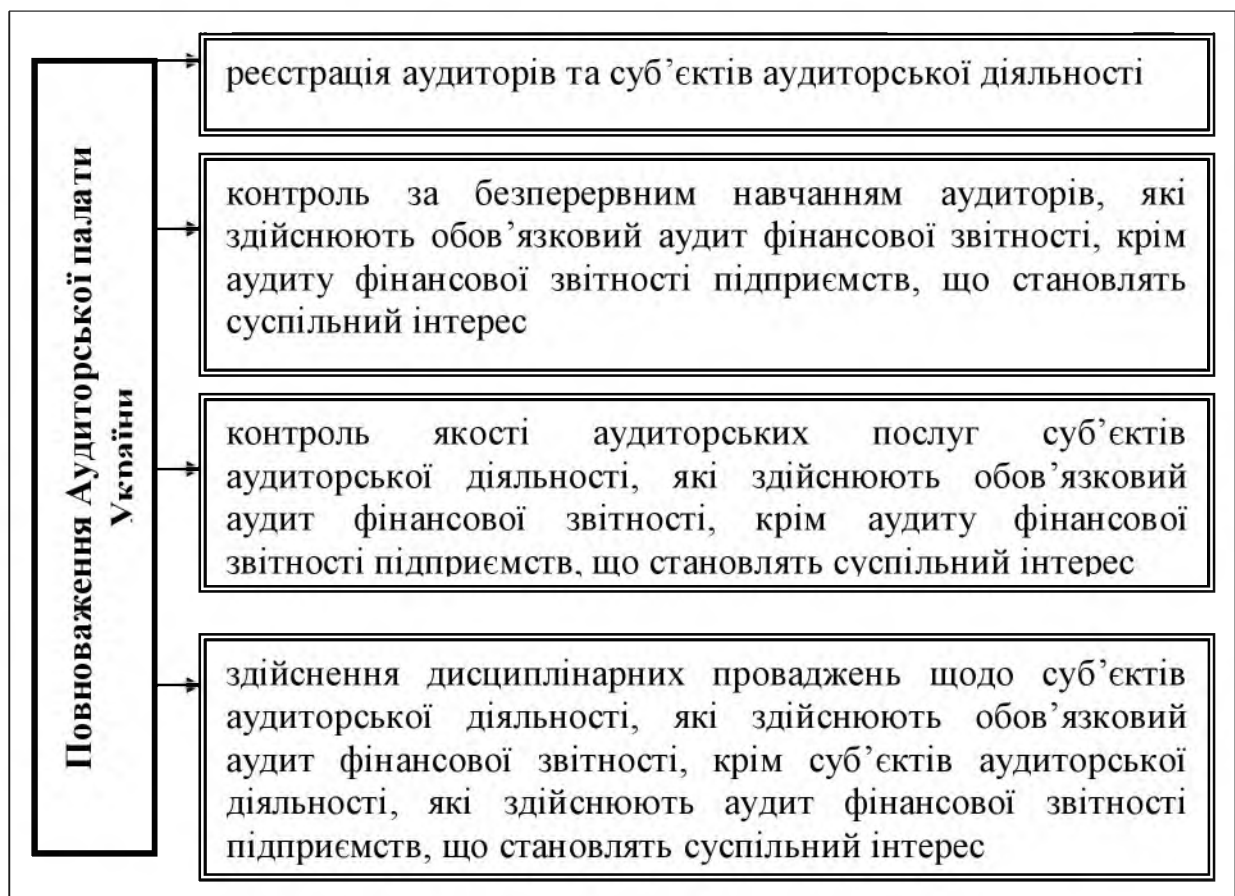 Повноваження Аудиторської палати
України
реєстрація аудиторів та суб’єктів аудиторської діяльності
контроль за безперервним навчанням аудиторів, які
здійснюють обов’язковий аудит фінансової звітності, крім
аудиту фінансової звітності підприємств, що становлять
суспільний інтерес
контроль якості аудиторських послуг суб’єктів
аудиторської діяльності, які здійснюють обов’язковий
аудит фінансової звітності, крім аудиту фінансової
звітності підприємств, що становлять суспільний інтерес
здійснення дисциплінарних проваджень щодо суб’єктів
аудиторської діяльності, які здійснюють обов’язковий
аудит фінансової звітності, крім суб’єктів аудиторської
діяльності, які здійснюють аудит фінансової звітності
підприємств, що становлять суспільний інтерес